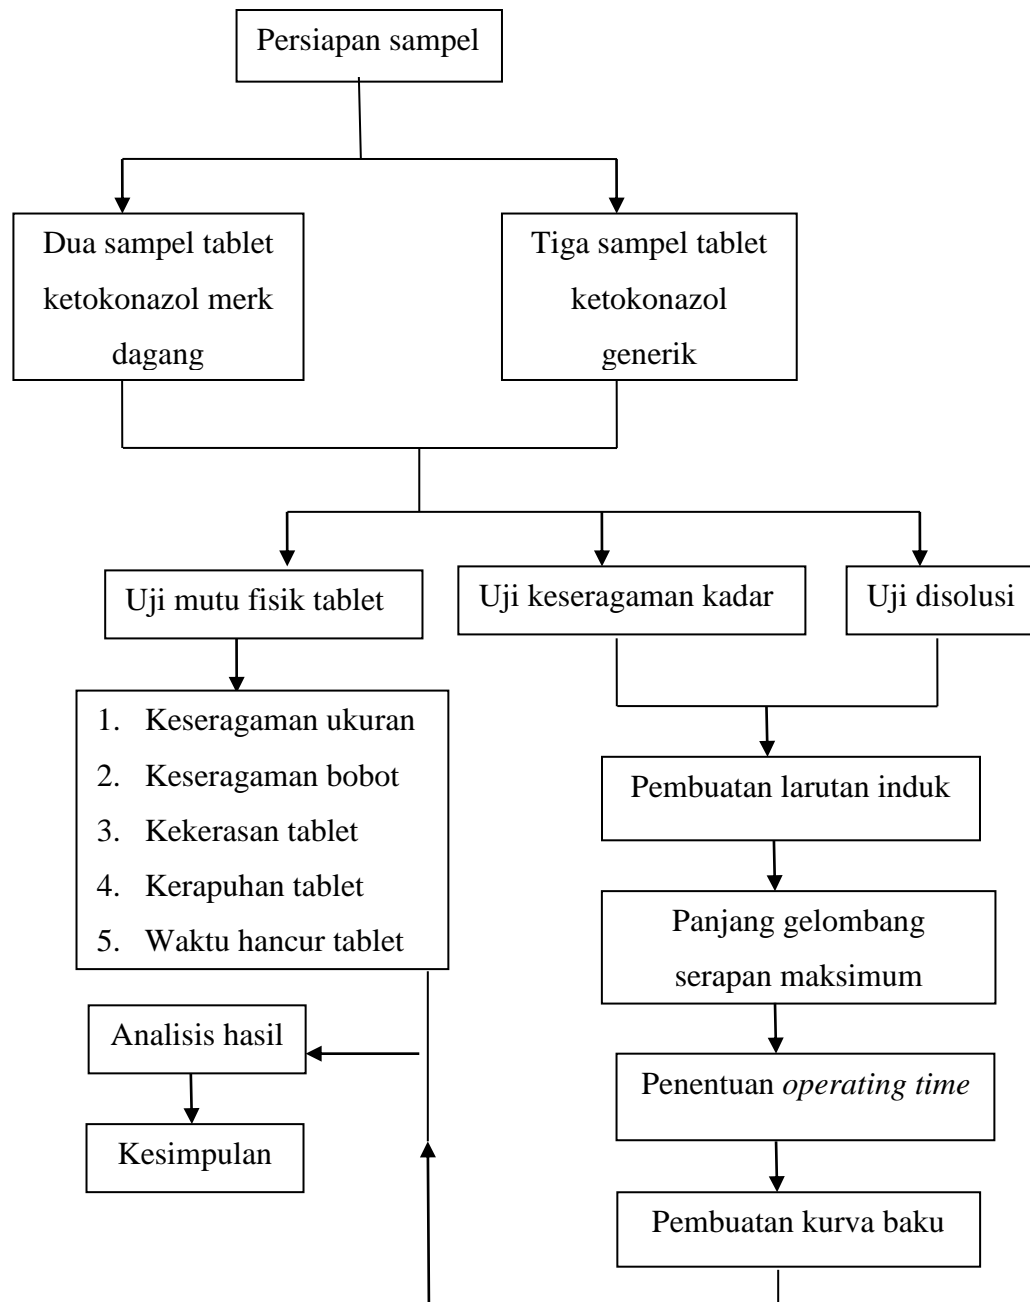 Persiapan sampel
Dua sampel tablet
ketokonazol merk
dagang
Tiga sampel tablet
ketokonazol
generik
Uji mutu fisik tablet
Uji keseragaman kadar
Uji disolusi
1. Keseragaman ukuran
2. Keseragaman bobot
3. Kekerasan tablet
4. Kerapuhan tablet
5. Waktu hancur tablet
Pembuatan larutan induk
Panjang gelombang
serapan maksimum
Penentuan operating time
Pembuatan kurva baku
Analisis hasil
Kesimpulan